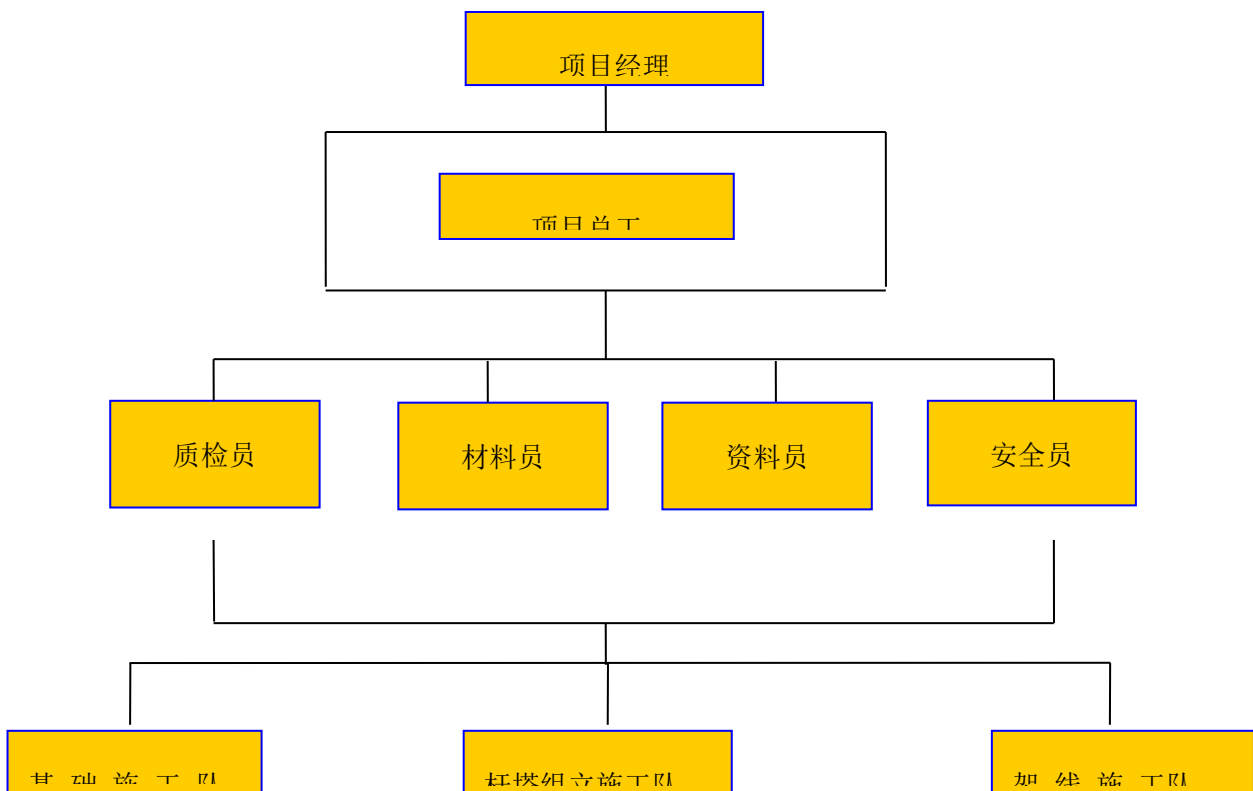 项目经理
项目总工
质检员
材料员
资料员
安全员
基 础 施 工 队
杆塔组立施工队
架 线 施 工队